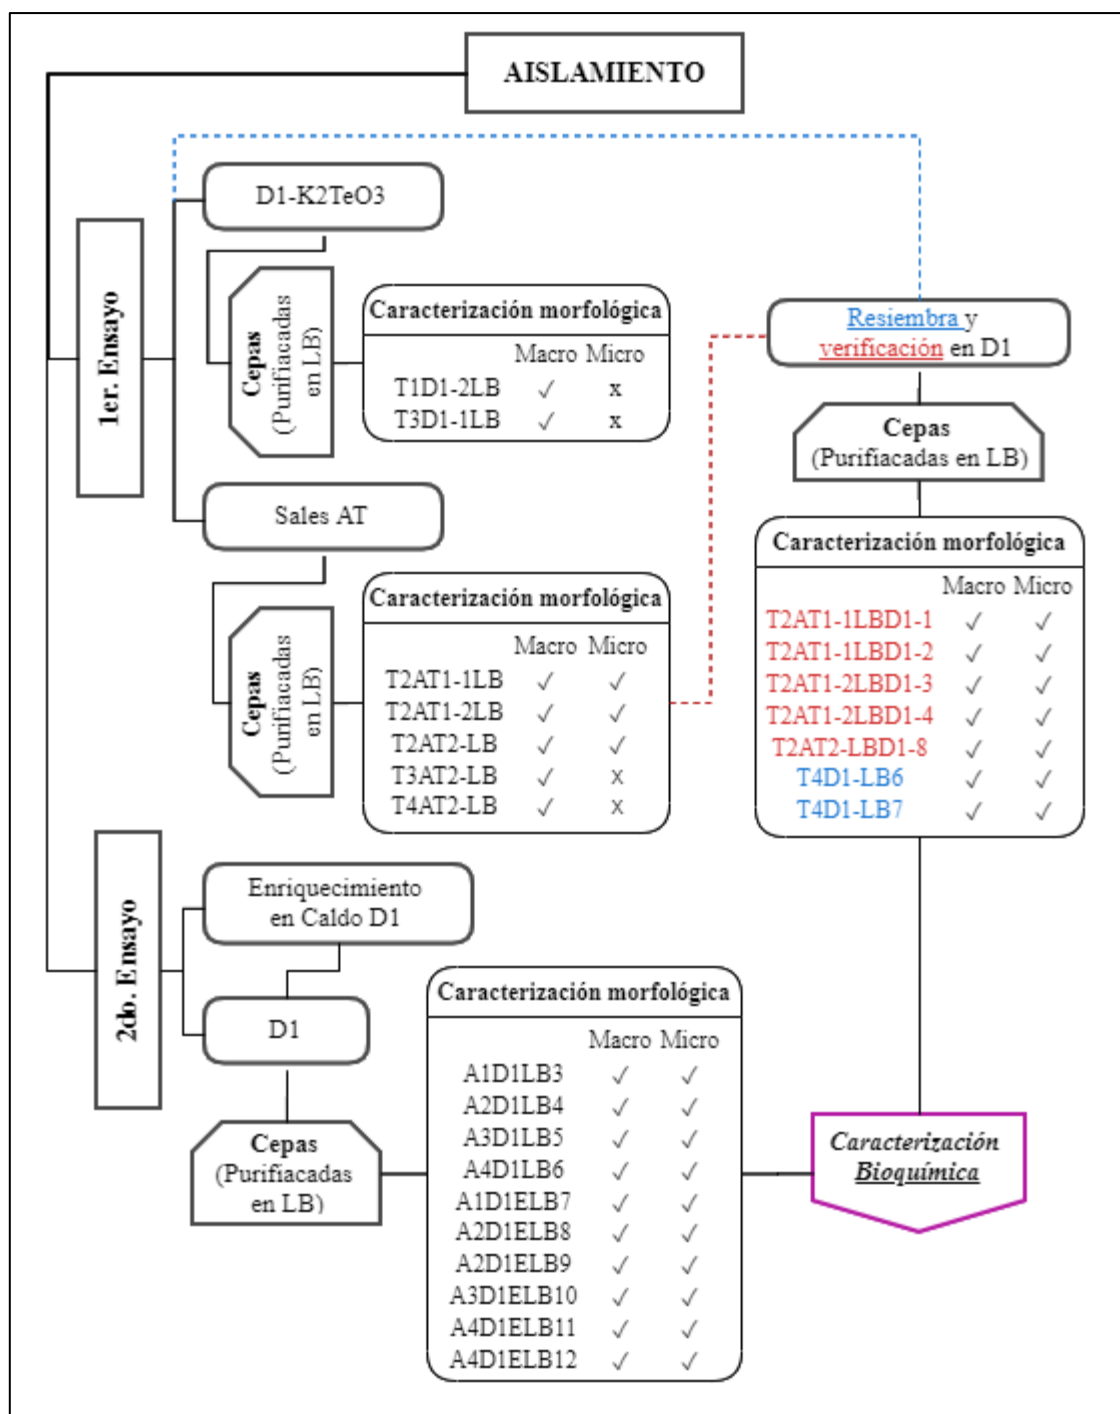 AISLAMIENTO
1er. Ensayo
D1-K2TeO3
Cepas
(Purifiacadas
en LB)
Caracterización morfológica
Macro Micro
T1D1-2LB ✓ x
T3D1-1LB ✓ x
Sales AT
Cepas
(Purifiacadas
en LB)
Caracterización morfológica
Macro Micro
T2AT1-1LB ✓ ✓
T2AT1-2LB ✓ ✓
T2AT2-LB ✓ ✓
T3AT2-LB ✓ x
T4AT2-LB ✓ x
Resiembra y
verificación en D1
Cepas
(Purifiacadas en LB)
Caracterización morfológica
Macro Micro
T2AT1-1LBD1-1 ✓ ✓
T2AT1-1LBD1-2 ✓ ✓
T2AT1-2LBD1-3 ✓ ✓
T2AT1-2LBD1-4 ✓ ✓
T2AT2-LBD1-8 ✓ ✓
T4D1-LB6 ✓ ✓
T4D1-LB7 ✓ ✓
2do. Ensayo
Enriquecimiento
en Caldo D1
D1
Cepas
(Purifiacadas
en LB)
Caracterización morfológica
Macro Micro
A1D1LB3 ✓ ✓
A2D1LB4 ✓ ✓
A3D1LB5 ✓ ✓
A4D1LB6 ✓ ✓
A1D1ELB7 ✓ ✓
A2D1ELB8 ✓ ✓
A2D1ELB9 ✓ ✓
A3D1ELB10 ✓ ✓
A4D1ELB11 ✓ ✓
A4D1ELB12 ✓ ✓
Caracterización
Bioquímica